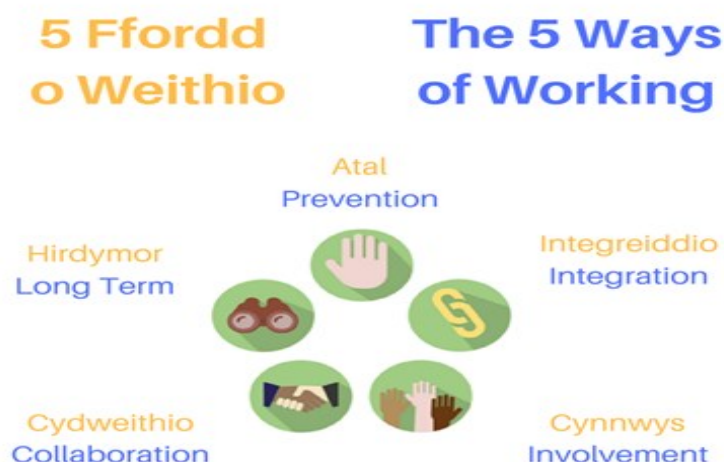 5 Ffordd
o Weithio
The 5 Ways
of Working
Atal
Prevention
Hirdymor
Long Term
Integreiddio
Integration
Cydweithio
Collaboration
Cynnwys
Involvement